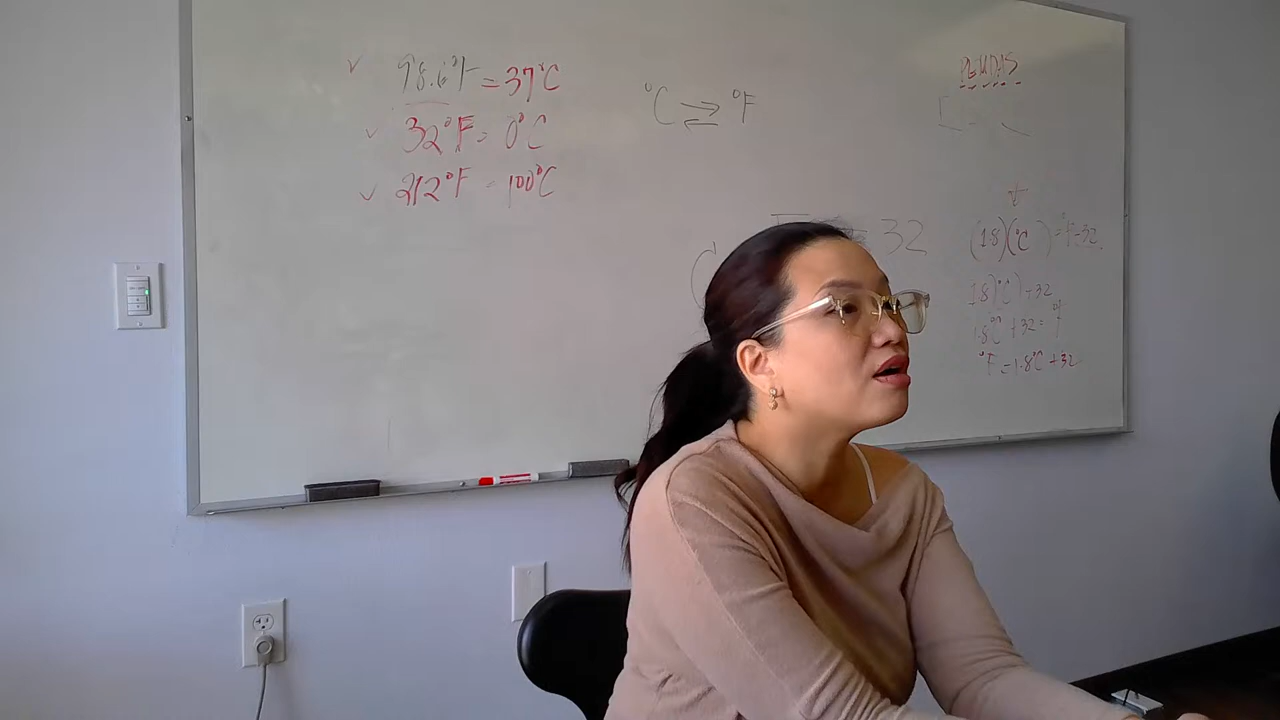 ✓ 98.6°F = 37°C
✓ 32°F = 0°C
✓ 212°F = 100°C
°C ⇌ °F
PEMDAS
32
(1.8)(°C) = °F - 32
1.8)(°C) + 32
1.8°C + 32 = °F
°F = 1.8°C + 32